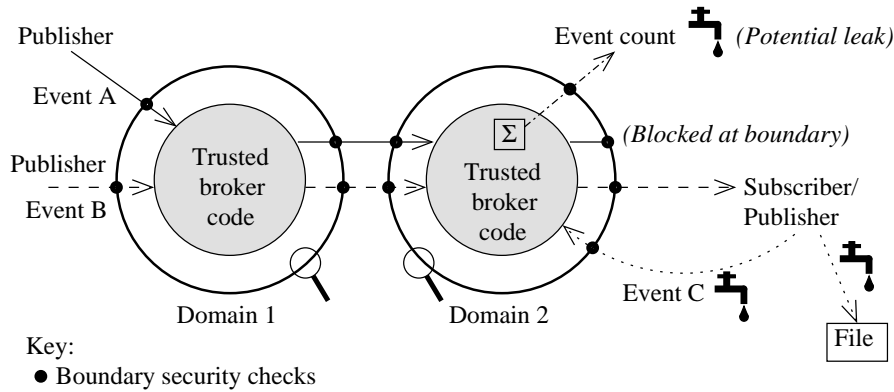 Publisher
Event A
Publisher
Event B
Trusted
broker
code
Domain 1
Event count
(Potential leak)
Σ
Trusted
broker
code
(Blocked at boundary)
Subscriber/
Publisher
Event C
Domain 2
File
Key:
Boundary security checks